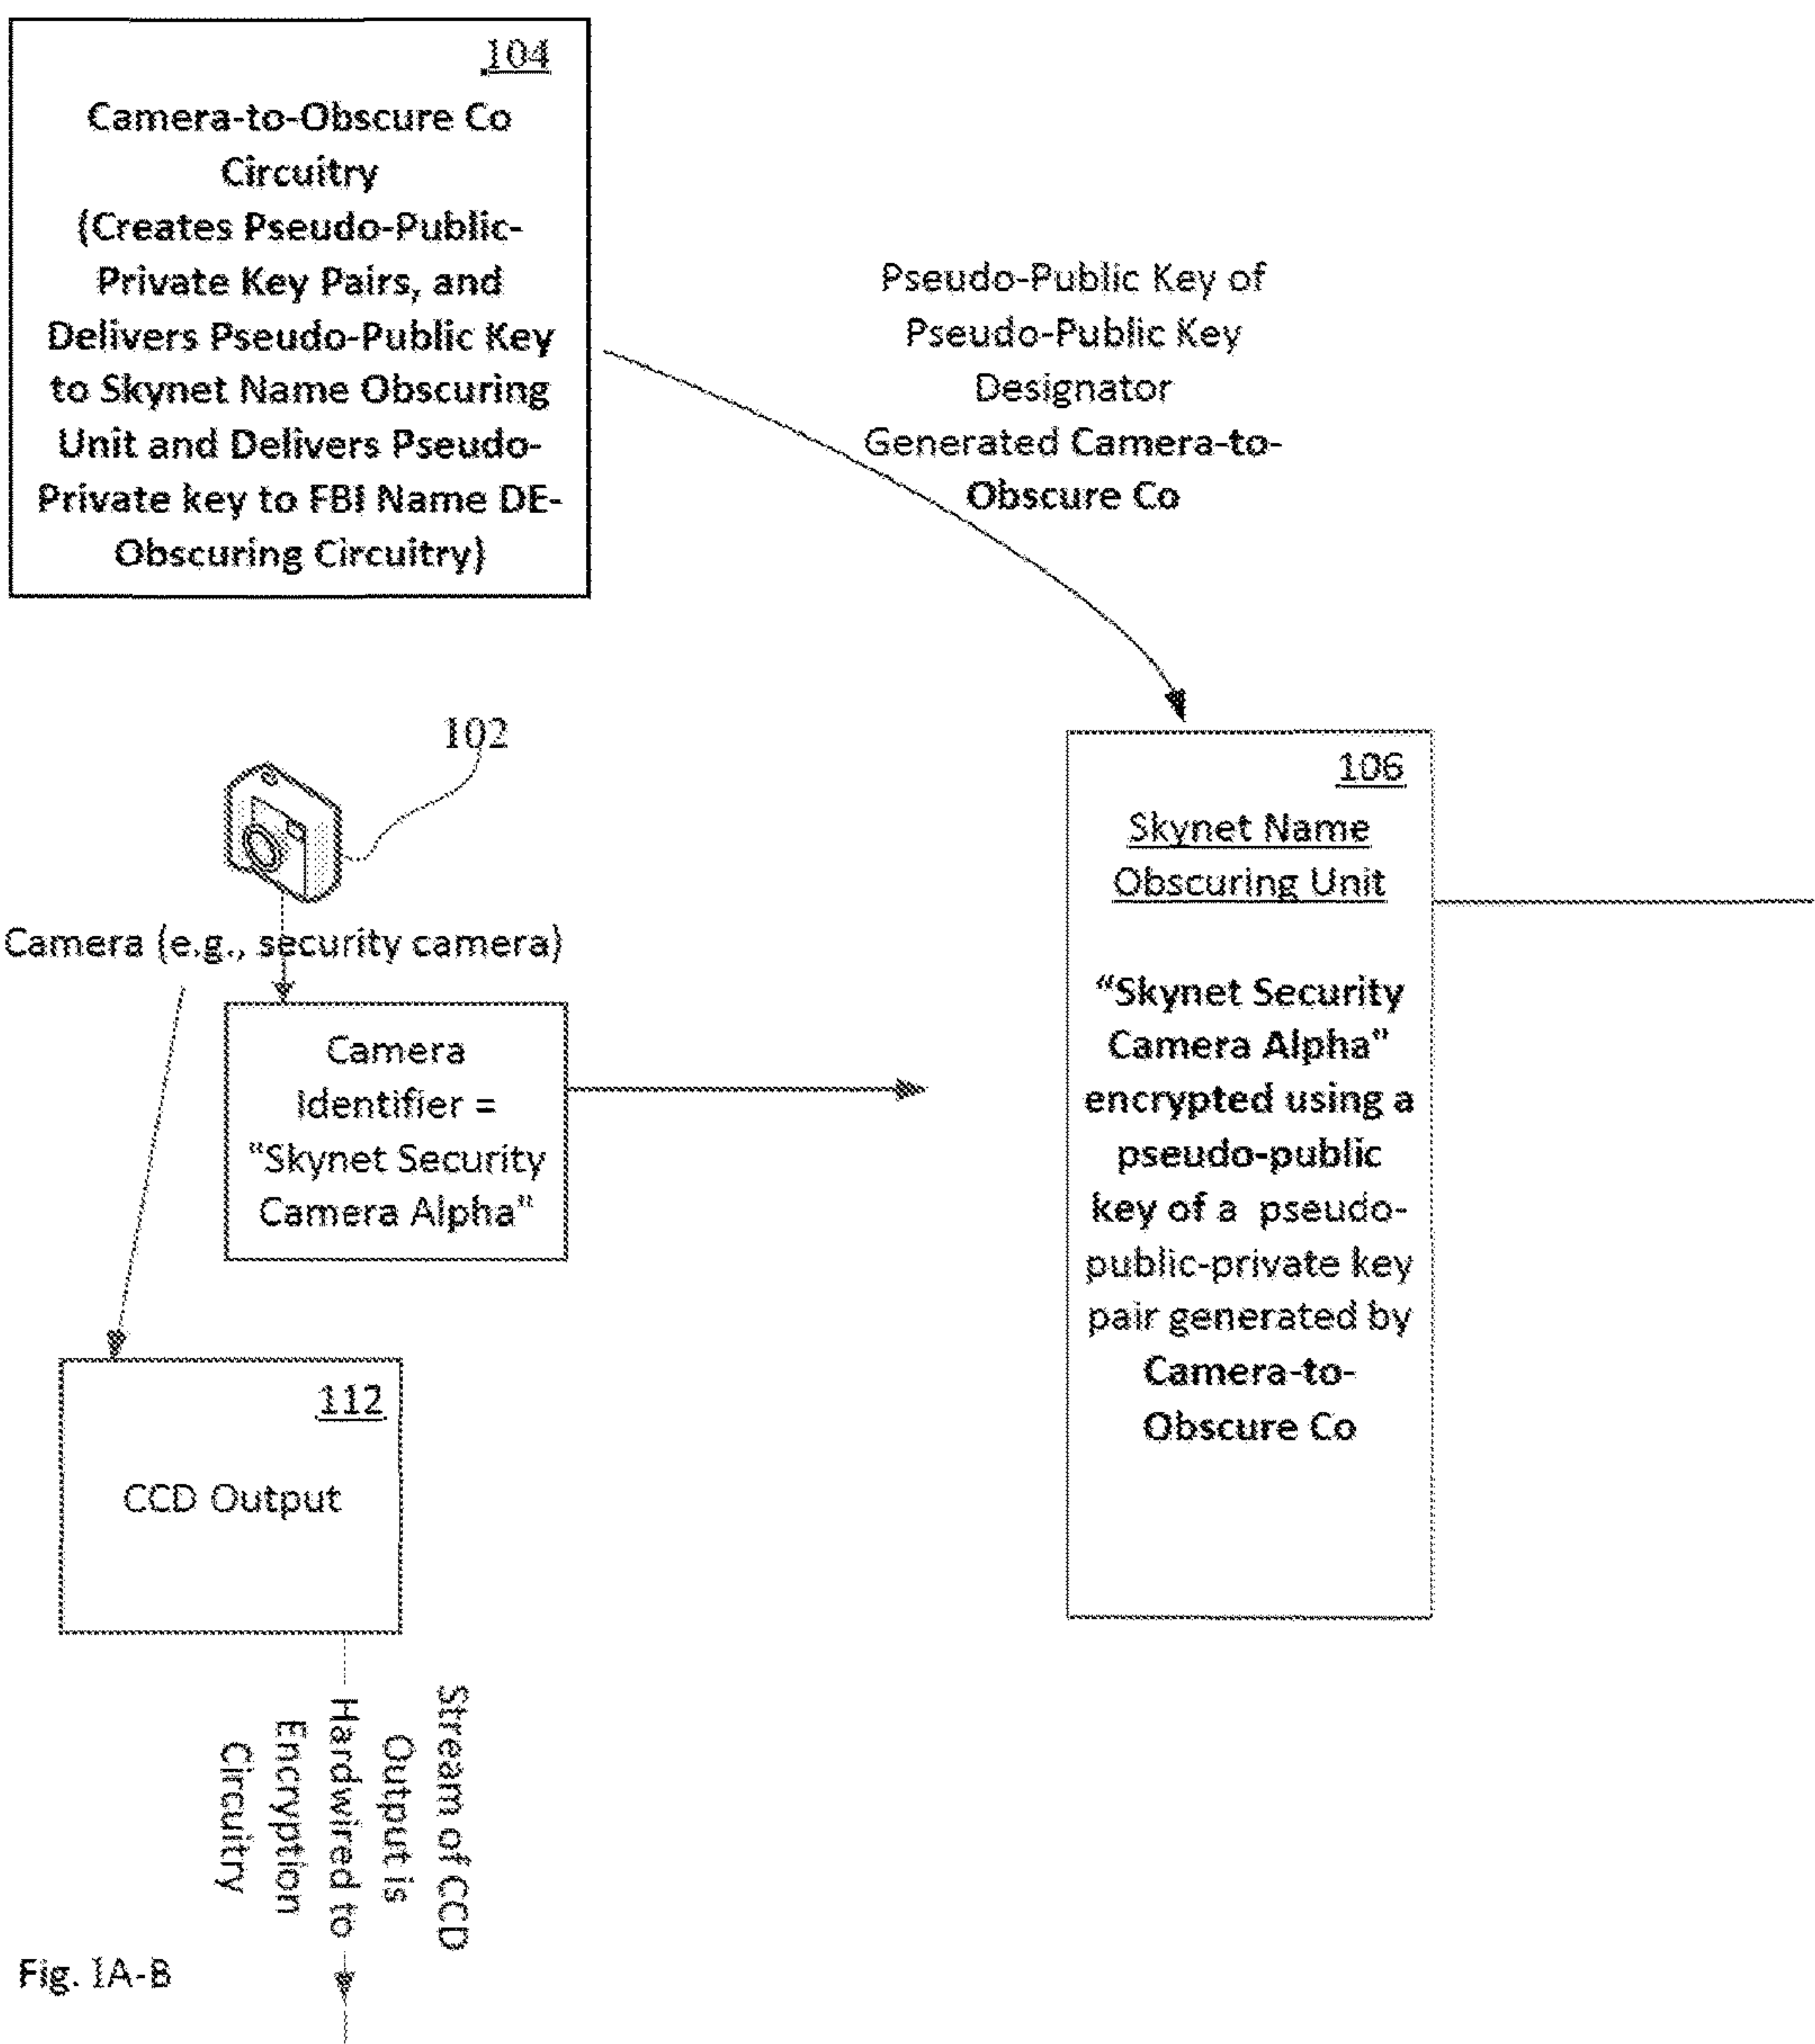 104
Camera-to-Obscure Co
Circuitry
(Creates Pseudo-Public-
Private Key Pairs, and
Delivers Pseudo-Public Key
to Skynet Name Obscuring
Unit and Delivers Pseudo-
Private key to FBI Name DE-
Obscuring Circuitry)
Pseudo-Public Key of
Pseudo-Public Key
Designator
Generated Camera-to-
Obscure Co
102
Camera (e.g., security camera)
Camera
Identifier =
"Skynet Security
Camera Alpha"
106
Skynet Name
Obscuring Unit
"Skynet Security
Camera Alpha"
encrypted using a
pseudo-public
key of a pseudo-
public-private key
pair generated by
Camera-to-
Obscure Co
112
CCD Output
Stream of CCD
Output is
Hardwired to
Encryption
Circuitry
Fig. 1A-B